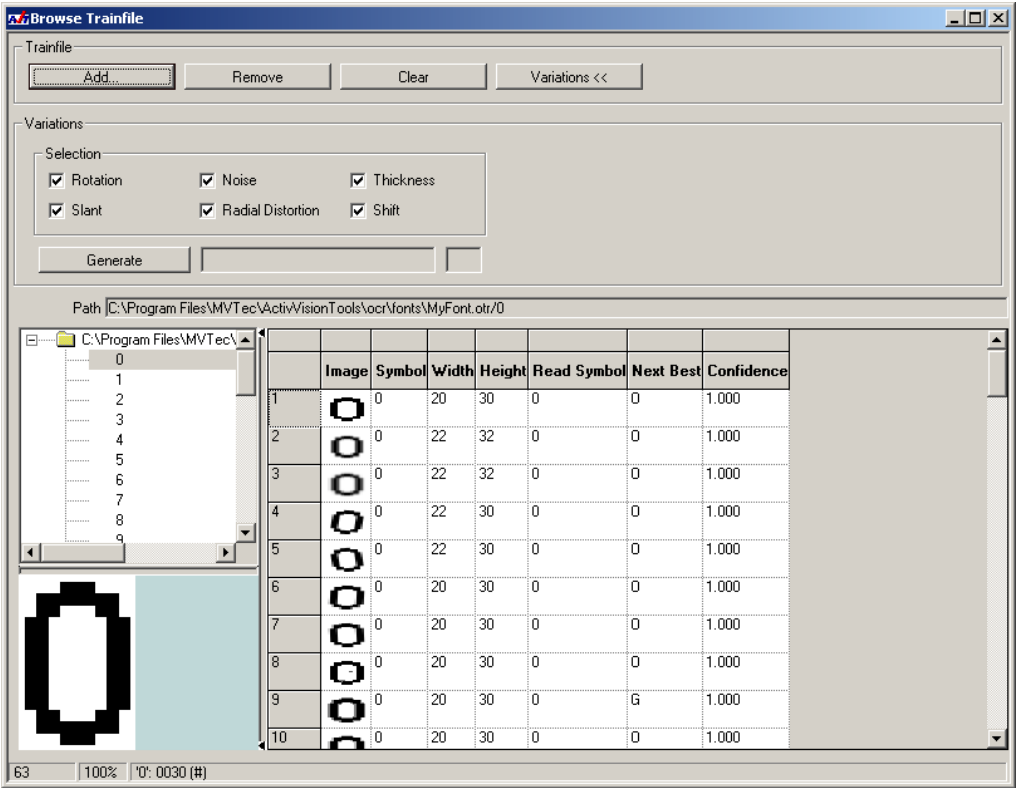 Browse Trainfile
Trainfile
Add... Remove Clear Variations <<
Variations
Selection
Rotation Noise Thickness
Slant Radial Distortion Shift
Generate
Path C:\Program Files\MVTec\ActivVisionTools\ocr\fonts\MyFont.otr/0
C:\Program Files\MVTec\
0
1
2
3
4
5
6
7
8
9
Image Symbol Width Height Read Symbol Next Best Confidence
1 0 0 20 30 0 O 1.000
2 0 0 22 32 0 O 1.000
3 0 0 22 32 0 O 1.000
4 0 0 22 30 0 O 1.000
5 0 0 22 30 0 O 1.000
6 0 0 20 30 0 O 1.000
7 0 0 20 30 0 O 1.000
8 0 0 20 30 0 O 1.000
9 0 0 20 30 0 G 1.000
10 0 0 20 30 0 O 1.000
0
63 100% '0': 0030 (#)